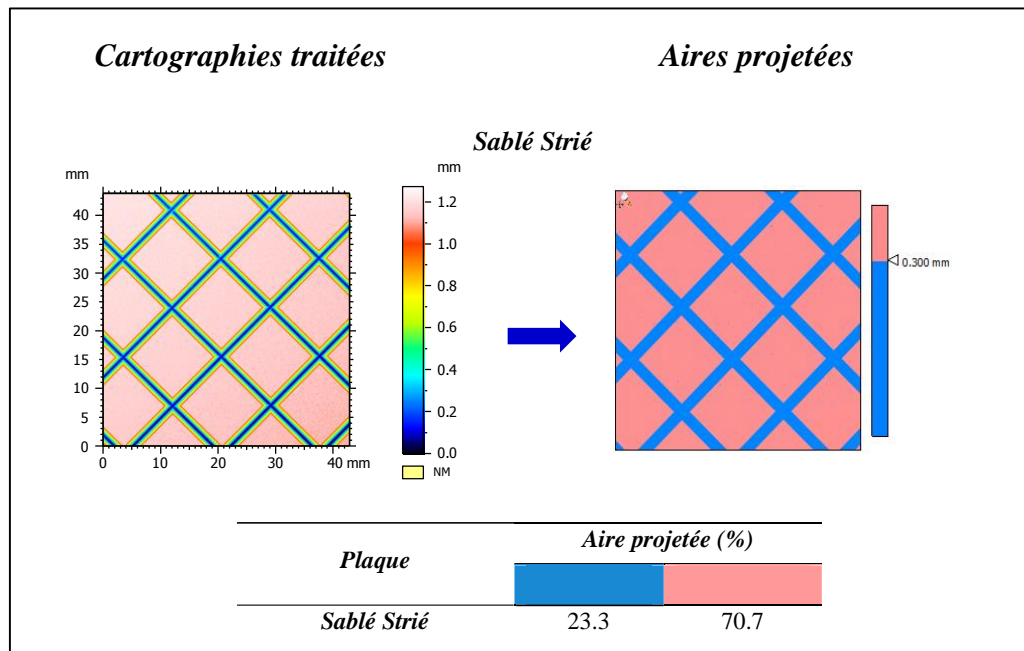 Cartographies traitées
Aires projetées
Sablé Strié
mm
mm
40
35
30
25
20
15
10
5
0
0 10 20 30 40 mm
1.2
1.0
0.8
0.6
0.4
0.2
0.0
NM
0.300 mm
Plaque
Aire projetée (%)
Sablé Strié 23.3 70.7